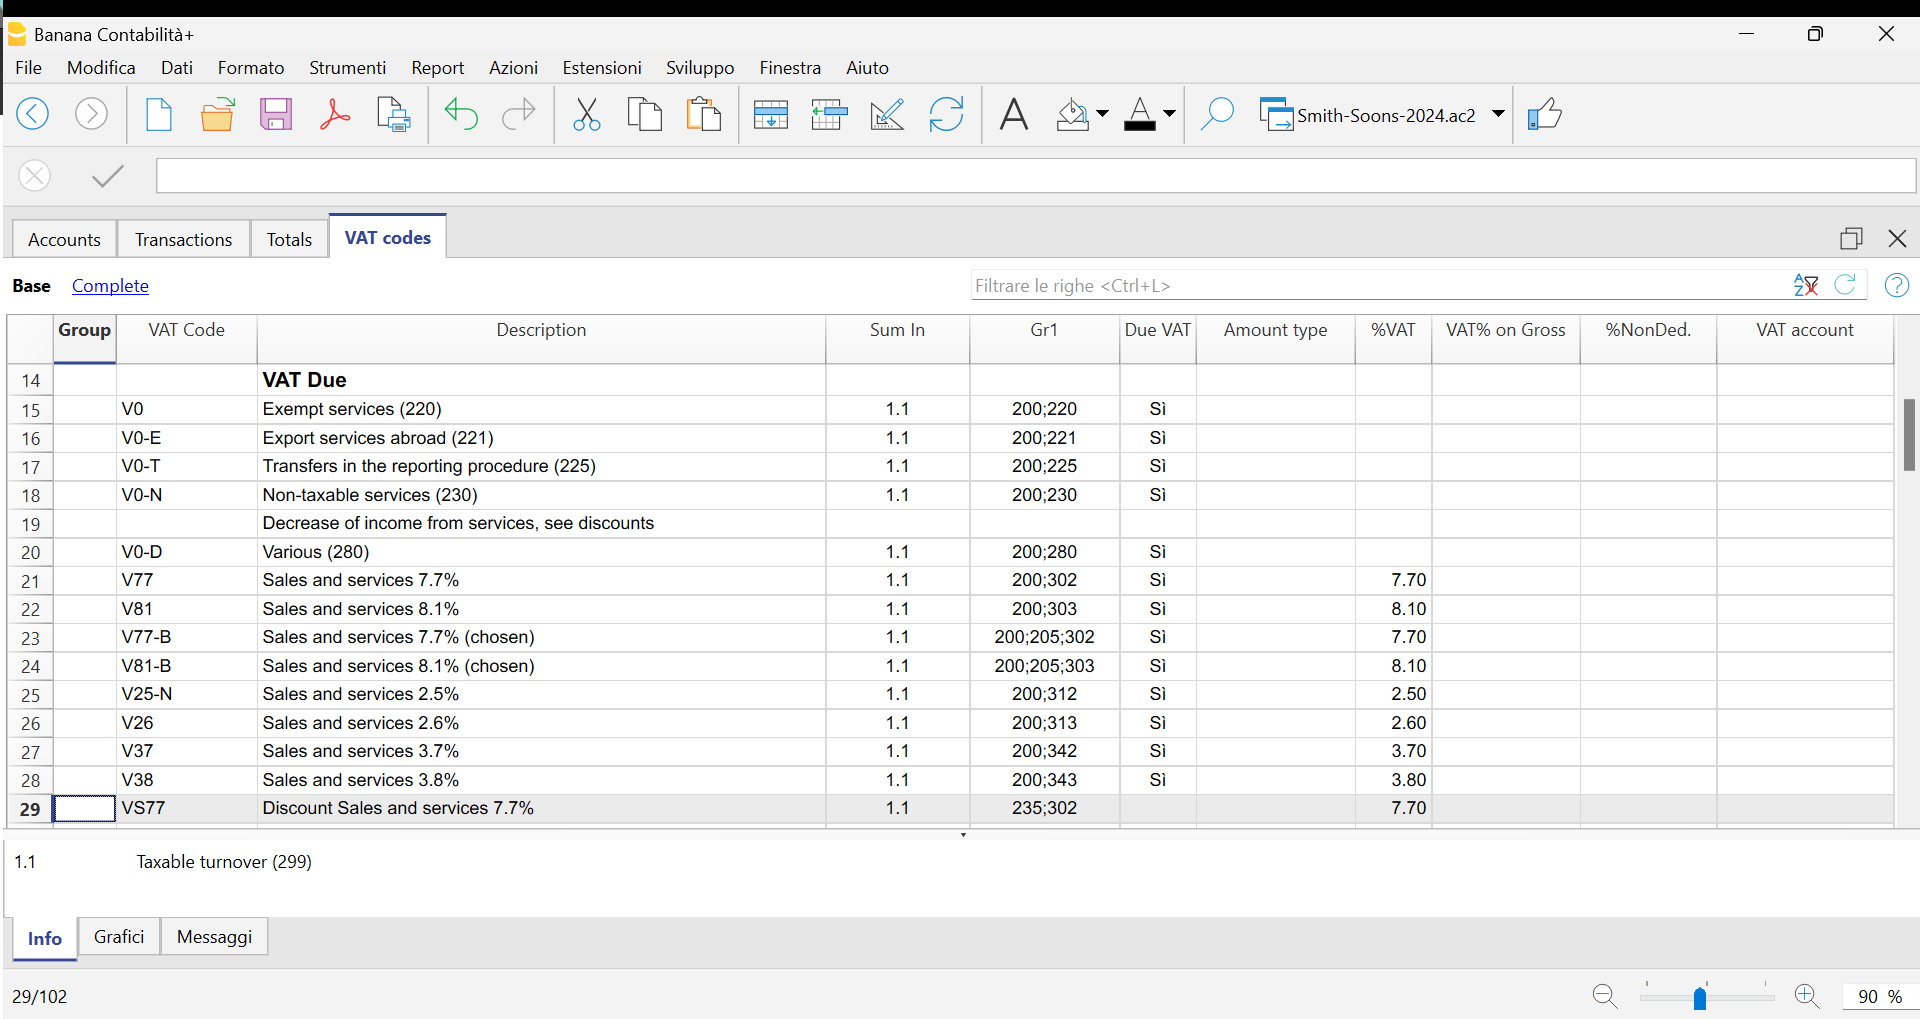 Banana Contabilità+
File Modifica Dati Formato Strumenti Report Azioni Estensioni Sviluppo Finestra Aiuto
Smith-Soons-2024.ac2
Accounts Transactions Totals VAT codes
Base Complete Filtrare le righe <Ctrl+L>
Group VAT Code Description Sum In Gr1 Due VAT Amount type %VAT VAT% on Gross %NonDed. VAT account
14 VAT Due
15 V0 Exempt services (220) 1.1 200;220 Sì
16 V0-E Export services abroad (221) 1.1 200;221 Sì
17 V0-T Transfers in the reporting procedure (225) 1.1 200;225 Sì
18 V0-N Non-taxable services (230) 1.1 200;230 Sì
19 Decrease of income from services, see discounts
20 V0-D Various (280) 1.1 200;280 Sì
21 V77 Sales and services 7.7% 1.1 200;302 Sì 7.70
22 V81 Sales and services 8.1% 1.1 200;303 Sì 8.10
23 V77-B Sales and services 7.7% (chosen) 1.1 200;205;302 Sì 7.70
24 V81-B Sales and services 8.1% (chosen) 1.1 200;205;303 Sì 8.10
25 V25-N Sales and services 2.5% 1.1 200;312 Sì 2.50
26 V26 Sales and services 2.6% 1.1 200;313 Sì 2.60
27 V37 Sales and services 3.7% 1.1 200;342 Sì 3.70
28 V38 Sales and services 3.8% 1.1 200;343 Sì 3.80
29 VS77 Discount Sales and services 7.7% 1.1 235;302 7.70
1.1 Taxable turnover (299)
Info Grafici Messaggi
29/102 90 %